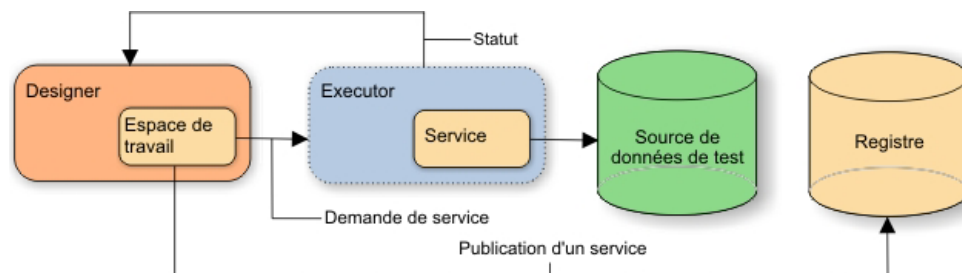 Statut
Designer
Executor
Espace de
travail
Service
Source de
données de test
Registre
Demande de service
Publication d'un service